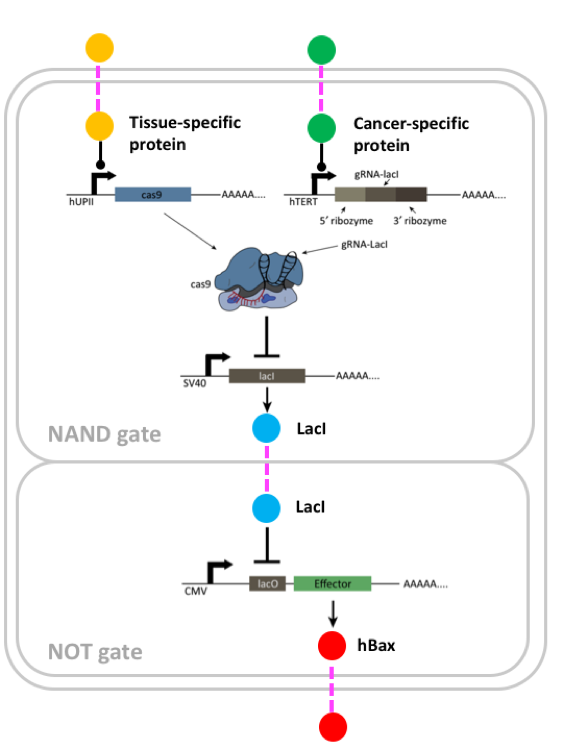 Tissue-specific
protein
Cancer-specific
protein
gRNA-lacI
hUPII
cas9
AAAAA....
hTERT
AAAAA....
5’ ribozyme
3’ ribozyme
gRNA-LacI
cas9
SV40
lacI
AAAAA....
LacI
NAND gate
LacI
CMV
lacO
Effector
AAAAA....
hBax
NOT gate